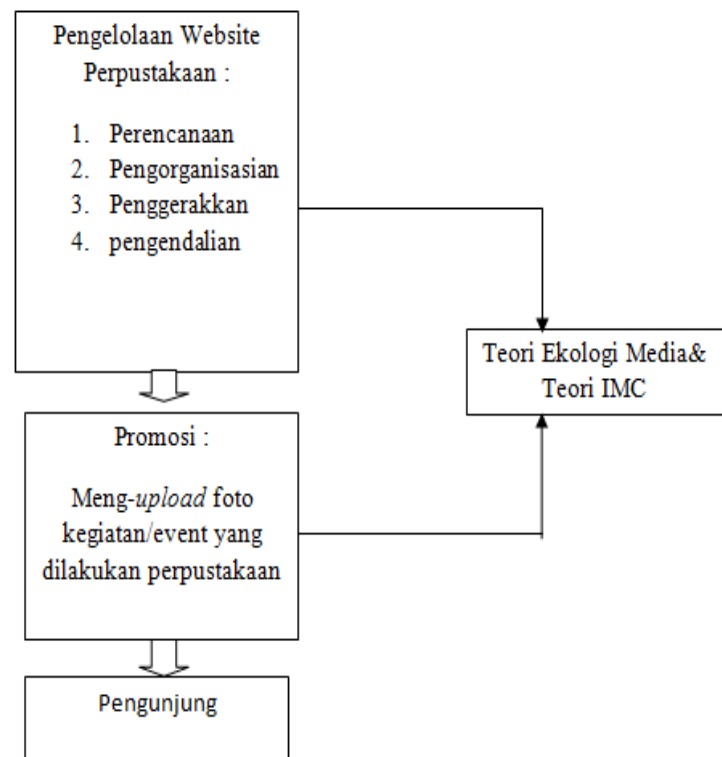 Pengelolaan Website
Perpustakaan :
1. Perencanaan
2. Pengorganisasian
3. Penggerakkan
4. pengendalian
Teori Ekologi Media&
Teori IMC
Promosi :
Meng-upload foto
kegiatan/event yang
dilakukan perpustakaan
Pengunjung